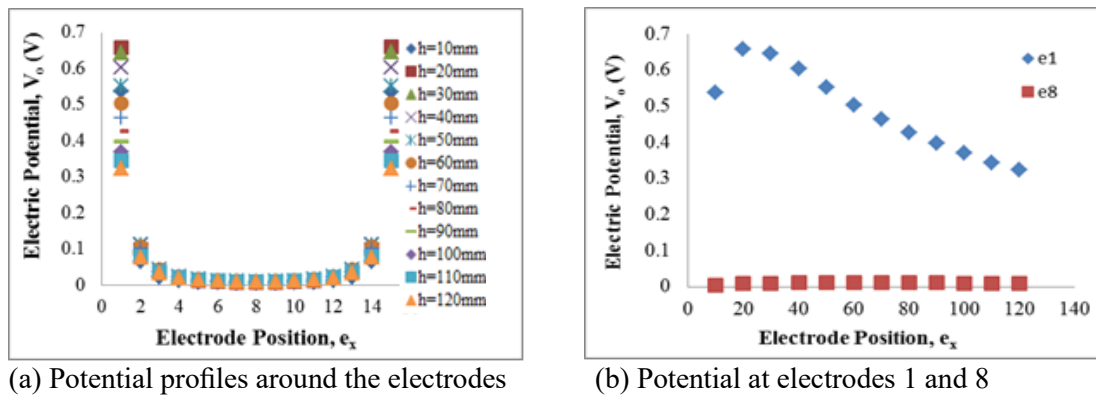 0.7
0.6
0.5
0.4
0.3
0.2
0.1
0
Electric Potential, Vₒ (V)
0 2 4 6 8 10 12 14
Electrode Position, eₓ
h=10mm
h=20mm
h=30mm
h=40mm
h=50mm
h=60mm
h=70mm
h=80mm
h=90mm
h=100mm
h=110mm
h=120mm
(a) Potential profiles around the electrodes
0.7
0.6
0.5
0.4
0.3
0.2
0.1
0
Electric Potential, Vₒ (V)
0 20 40 60 80 100 120 140
Electrode Position, eₓ
e1
e8
(b) Potential at electrodes 1 and 8